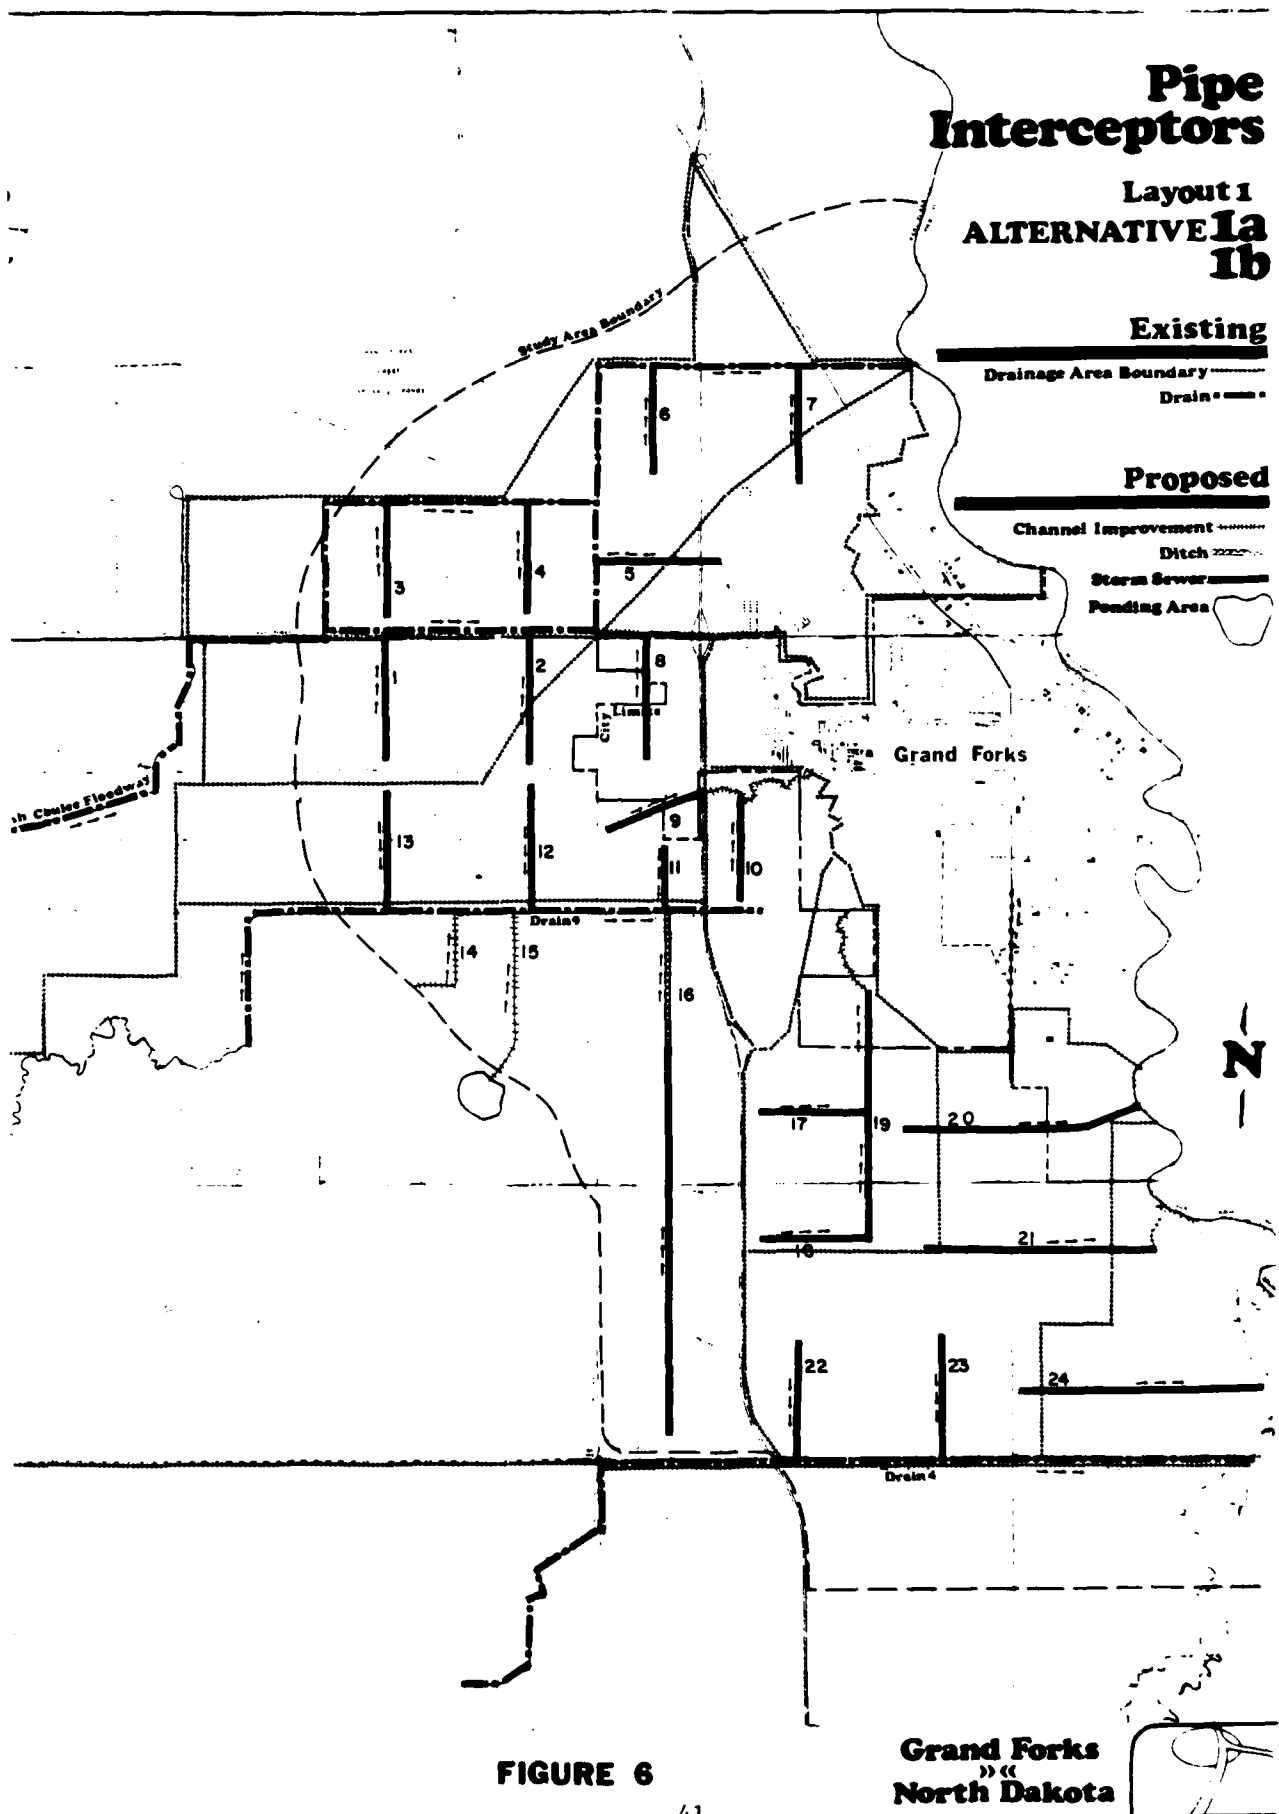 Pipe
Interceptors
Layout 1
ALTERNATIVE 1a
1b
Existing
Drainage Area Boundary
Drain
Proposed
Channel Improvement
Ditch
Storm Sewer
Ponding Area
Study Area Boundary
6
7
3
4
5
1
2
8
City
Limits
Grand Forks
Coulee Floodway
9
13
12
11
10
Drain 9
14
15
16
N
17
19
20
18
21
22
23
24
Drain 4
FIGURE 6
Grand Forks
»» ««
North Dakota
41